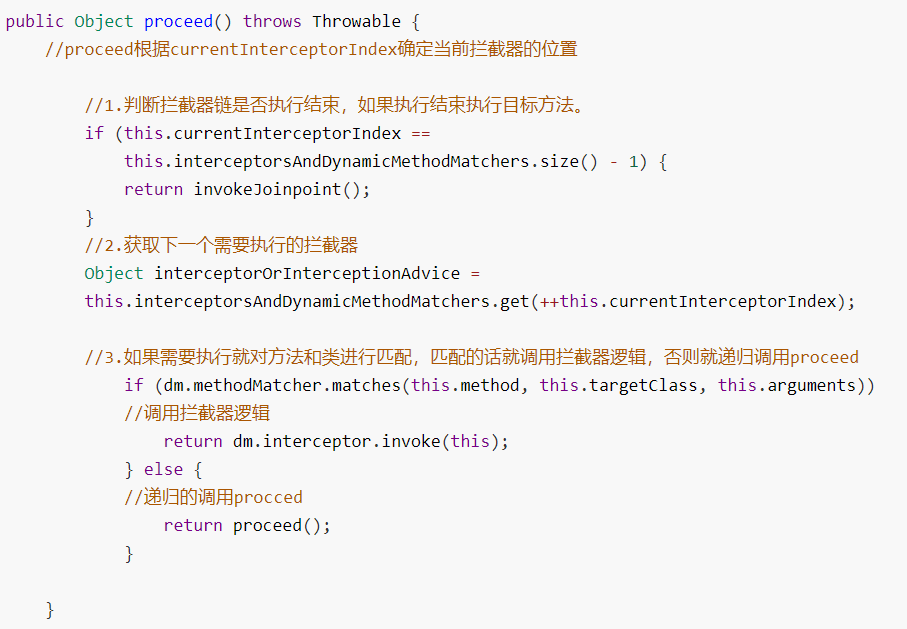 public Object proceed() throws Throwable {
//proceed根据currentInterceptorIndex确定当前拦截器的位置
//1.判断拦截器链是否执行结束，如果执行结束执行目标方法。
if (this.currentInterceptorIndex ==
this.interceptorsAndDynamicMethodMatchers.size() - 1) {
return invokeJoinpoint();
}
//2.获取下一个需要执行的拦截器
Object interceptorOrInterceptionAdvice =
this.interceptorsAndDynamicMethodMatchers.get(++this.currentInterceptorIndex);
//3.如果需要执行就对方法和类进行匹配，匹配的话就调用拦截器逻辑，否则就递归调用proceed
if (dm.methodMatcher.matches(this.method, this.targetClass, this.arguments))
//调用拦截器逻辑
return dm.interceptor.invoke(this);
} else {
//递归的调用procced
return proceed();
}
}